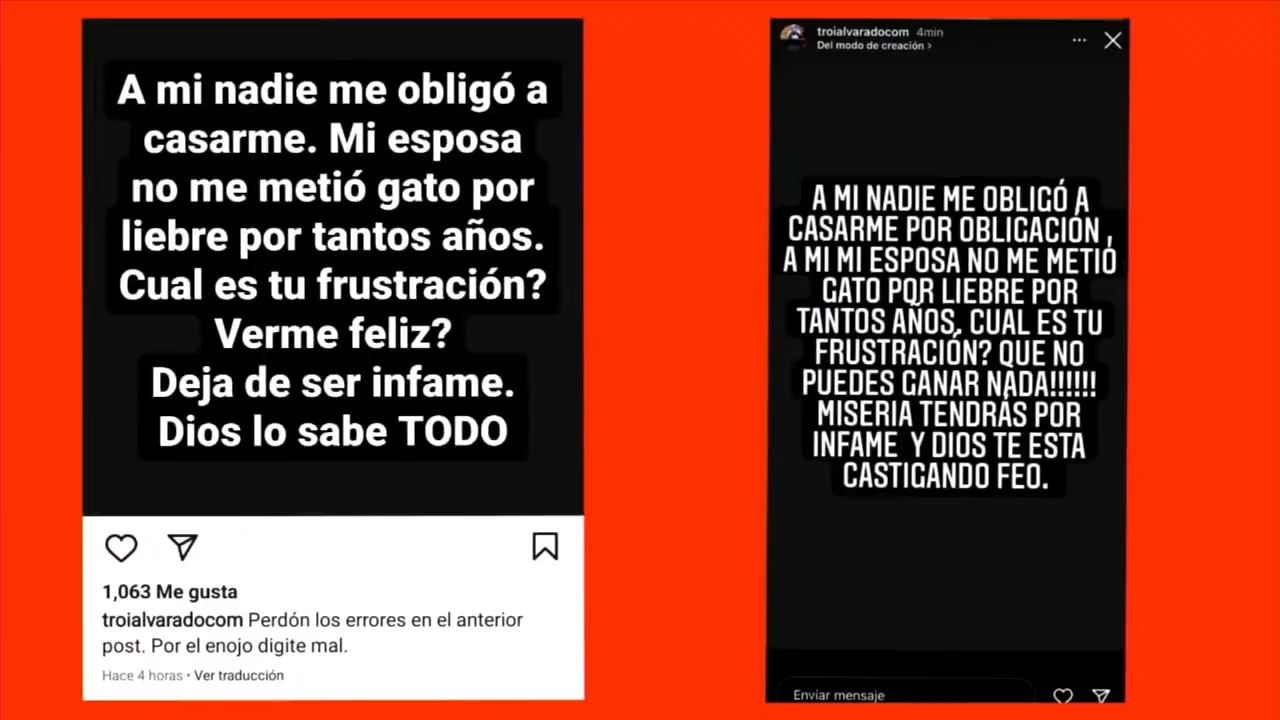 A mi nadie me obligó a
casarme. Mi esposa
no me metió gato por
liebre por tantos años.
Cual es tu frustración?
Verme feliz?
Deja de ser infame.
Dios lo sabe TODO
1,063 Me gusta
troialvaradocom Perdón los errores en el anterior
post. Por el enojo digite mal.
Hace 4 horas • Ver traducción
troialvaradocom 4min
Del modo de creación >
A MI NADIE ME OBLIGÓ A
CASARME POR OBLIGACIÓN ,
A MI MI ESPOSA NO ME METIÓ
GATO POR LIEBRE POR
TANTOS AÑOS. CUAL ES TU
FRUSTRACIÓN? QUE NO
PUEDES GANAR NADA!!!!!!
MISERIA TENDRÁS POR
INFAME Y DIOS TE ESTA
CASTIGANDO FEO.
Enviar mensaje